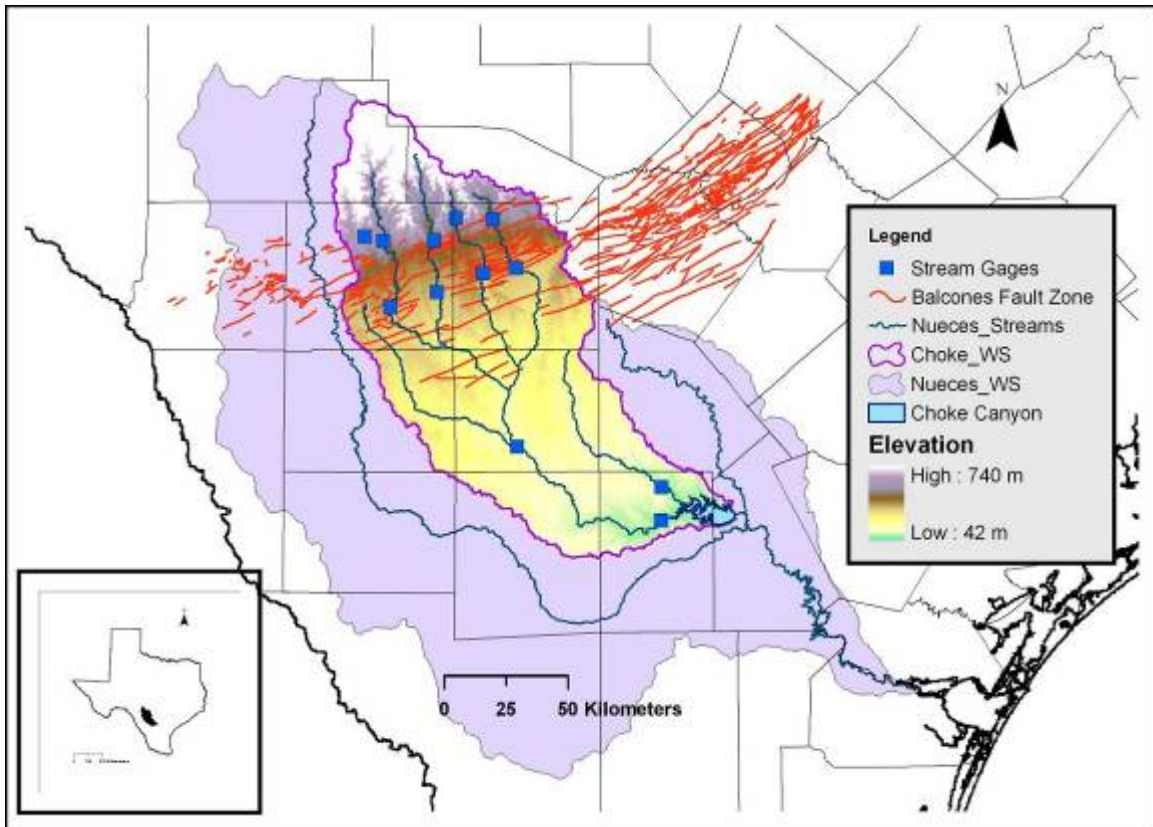 N
Legend
Stream Gages
Balcones Fault Zone
Nueces_Streams
Choke_WS
Nueces_WS
Choke Canyon
Elevation
High : 740 m
Low : 42 m
0 25 50 Kilometers